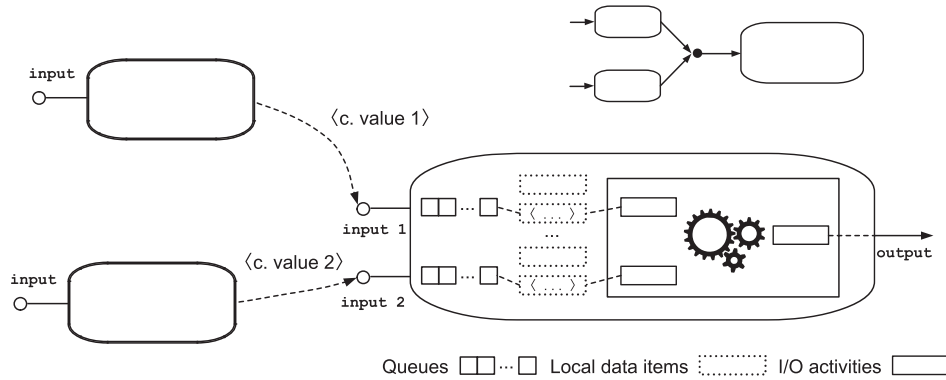 input
〈c. value 1〉
input 1
〈 . . . 〉
...
...
output
input
〈c. value 2〉
input 2
...
〈 . . . 〉
Queues ... Local data items I/O activities